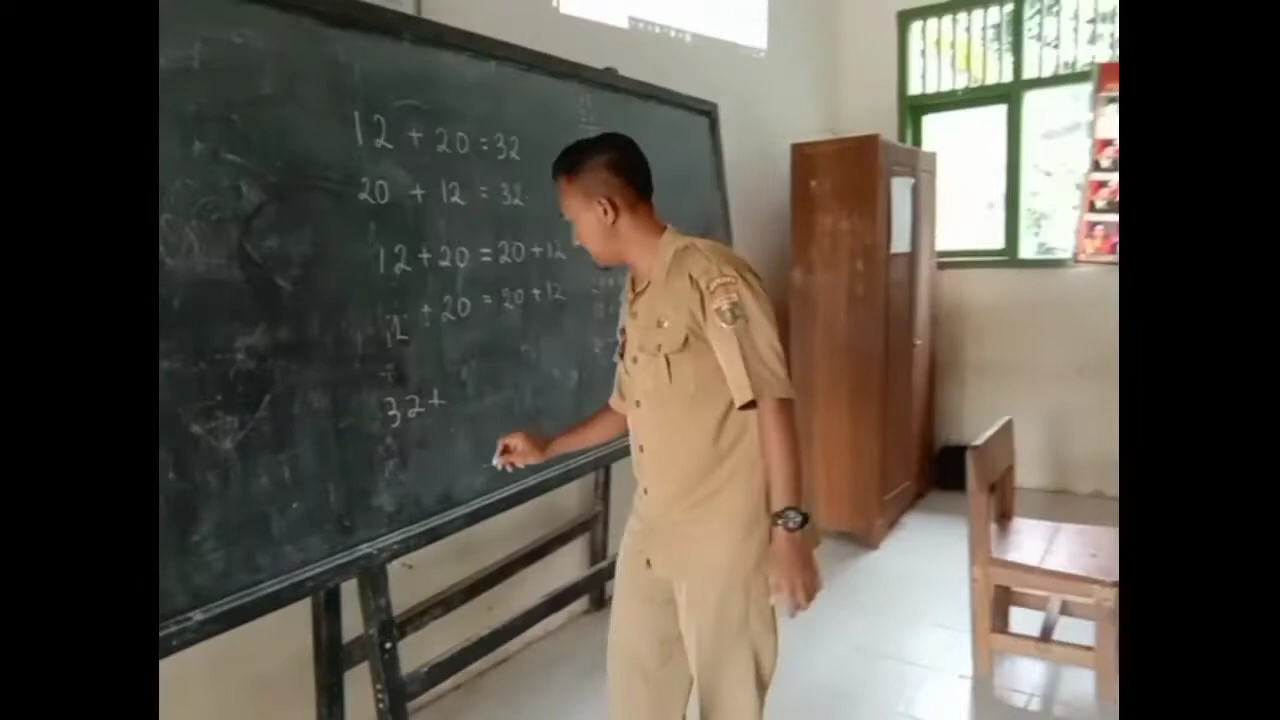 12 + 20 = 32
20 + 12 = 32
12 + 20 = 20 + 12
12 + 20 = 20 + 12
32 +